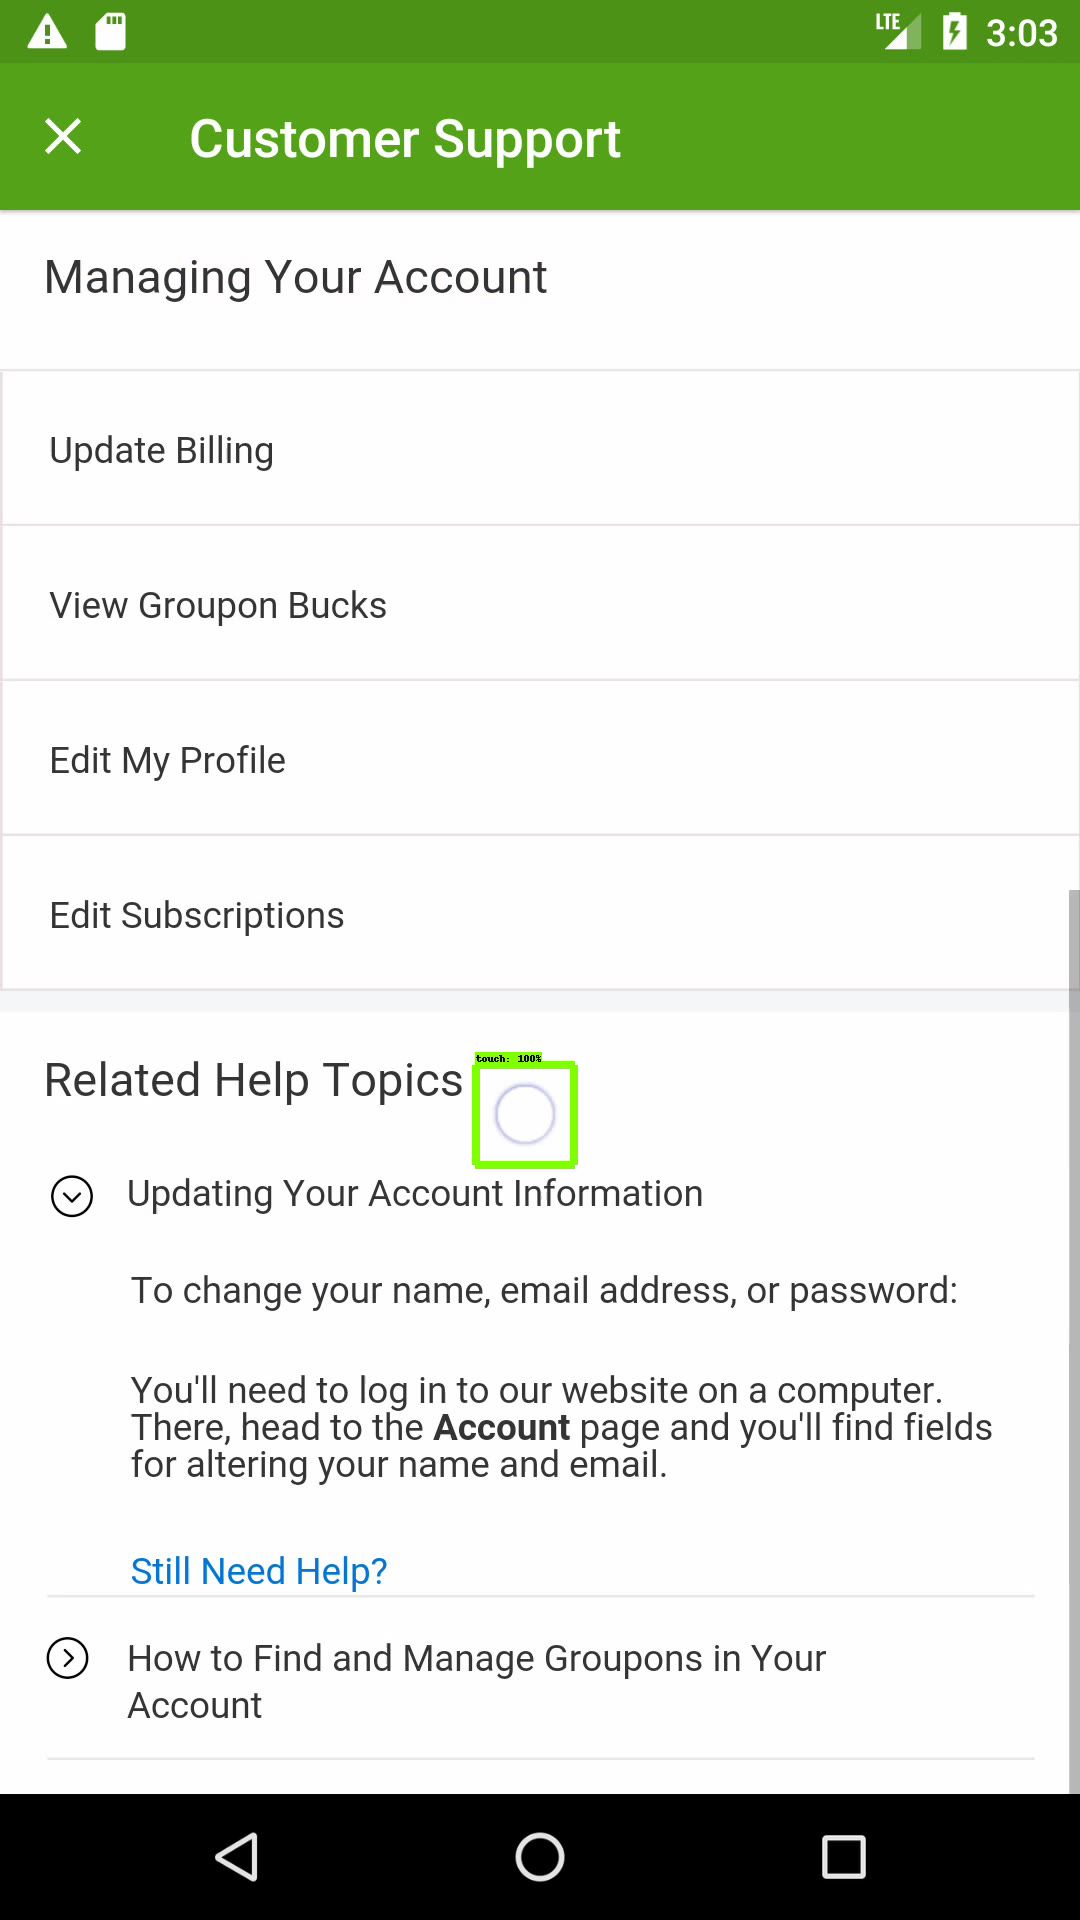 LTE 3:03
Customer Support
Managing Your Account
Update Billing
View Groupon Bucks
Edit My Profile
Edit Subscriptions
touch: 100%
Related Help Topics
Updating Your Account Information
To change your name, email address, or password:
You'll need to log in to our website on a computer.
There, head to the Account page and you'll find fields
for altering your name and email.
Still Need Help?
How to Find and Manage Groupons in Your
Account